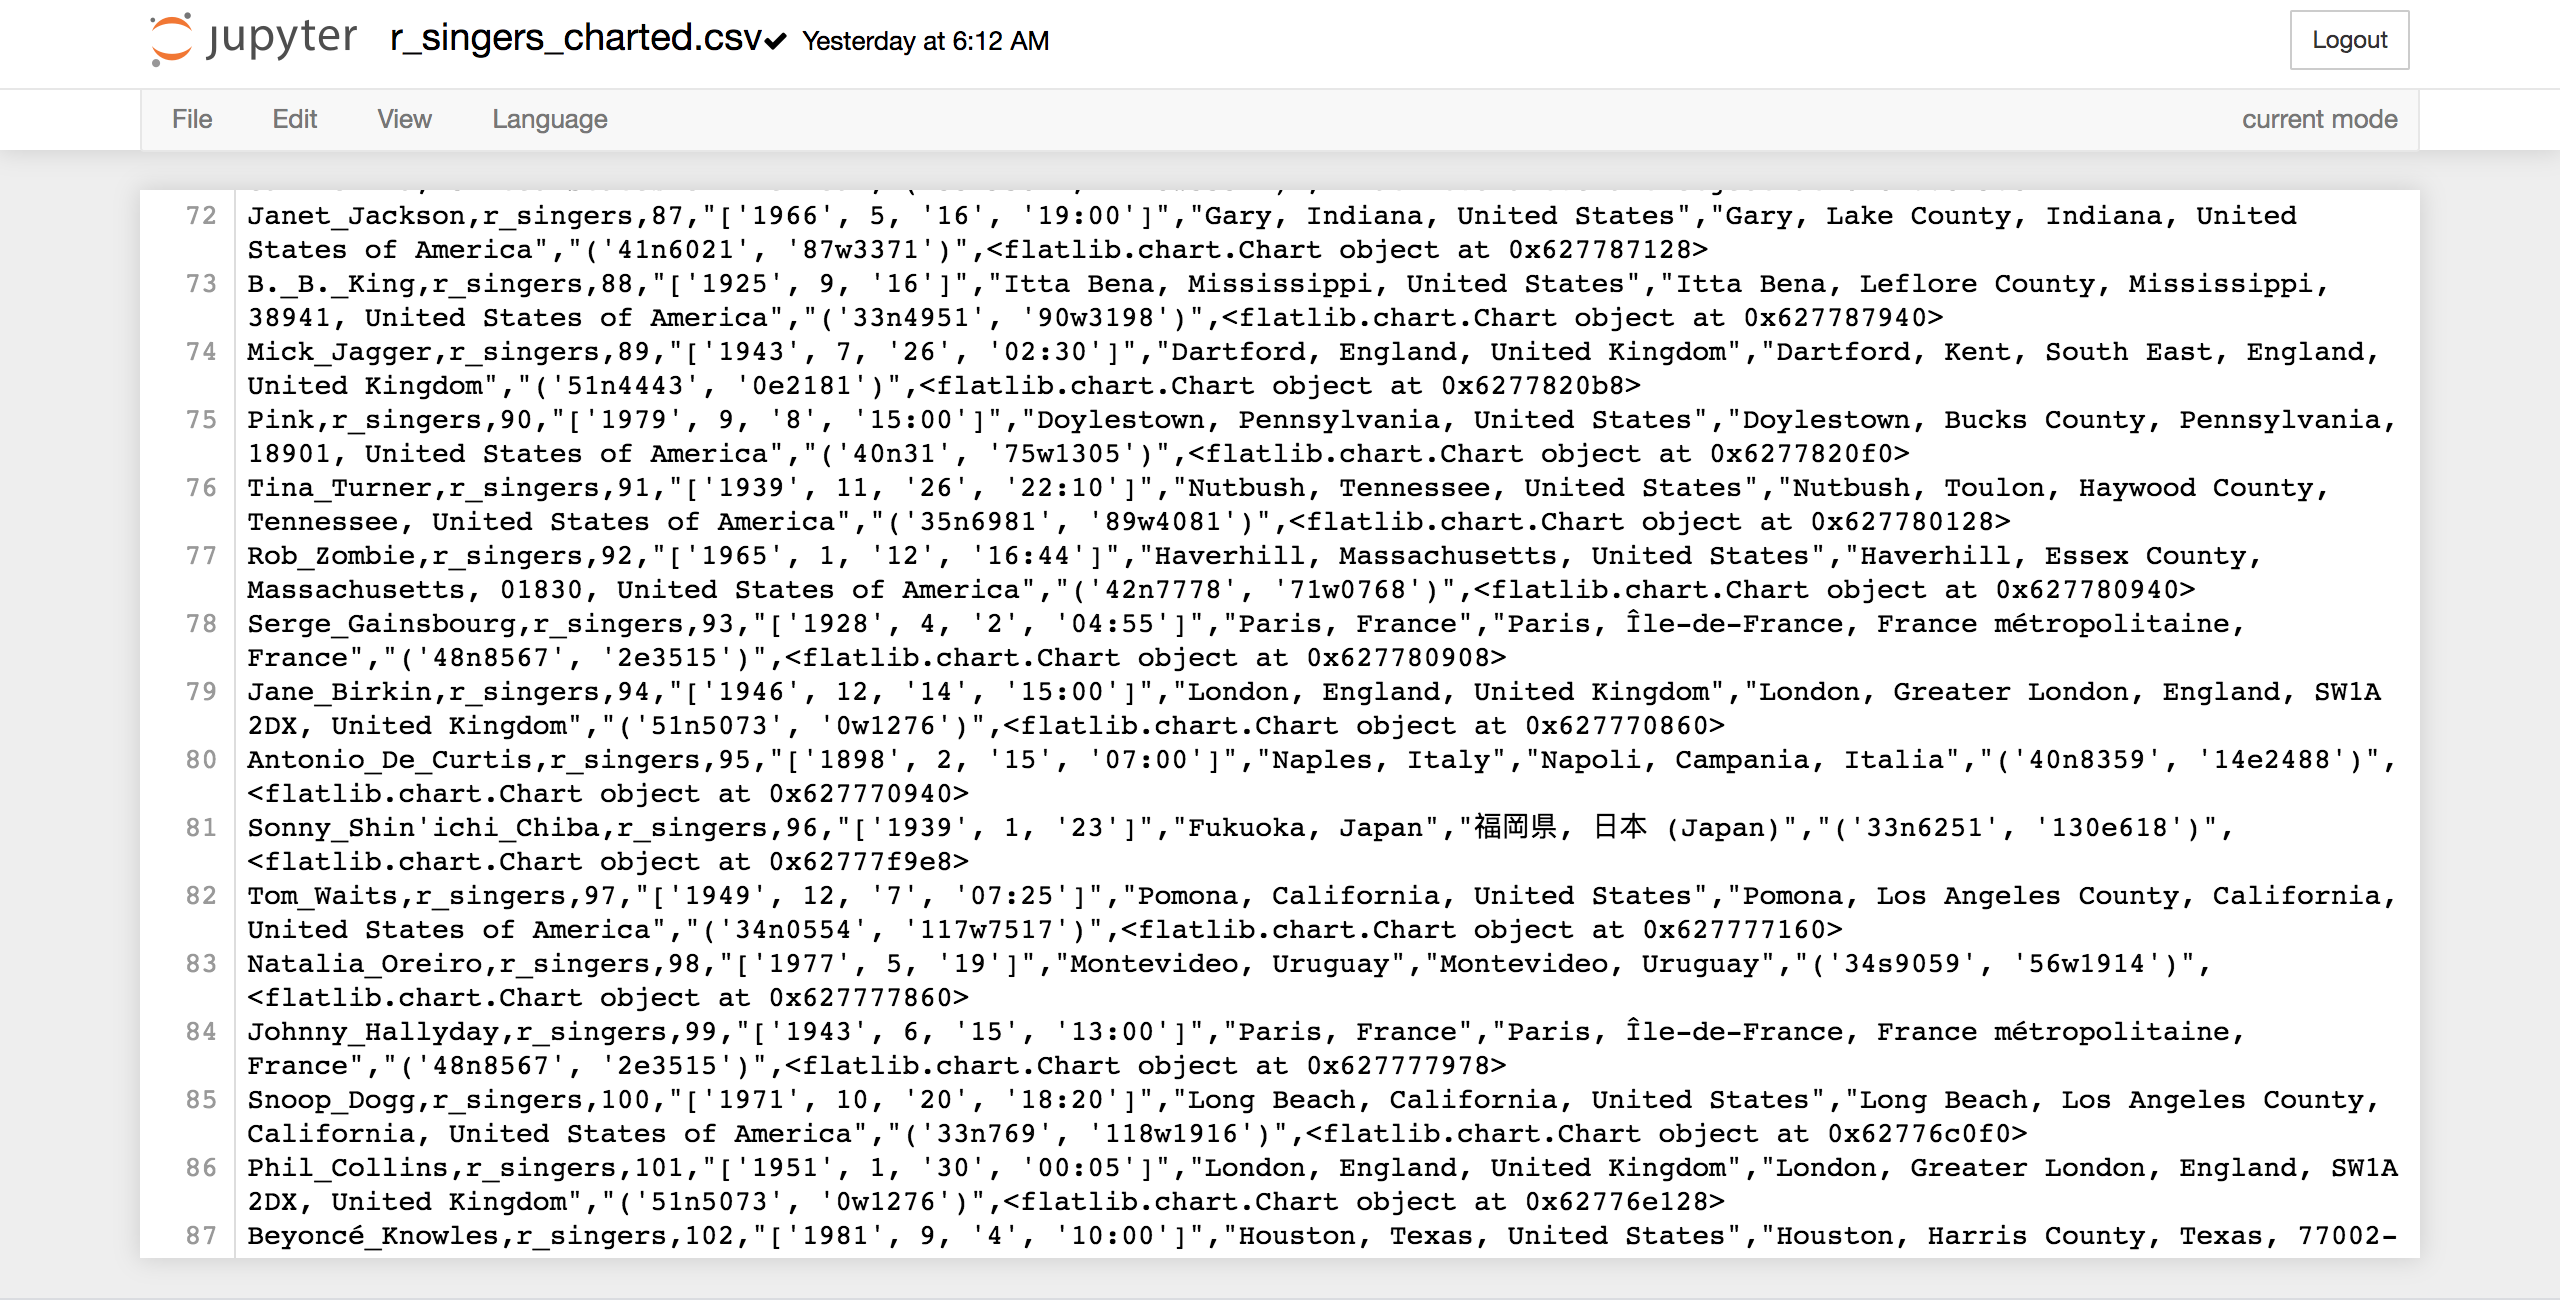 jupyter r_singers_charted.csv✔ Yesterday at 6:12 AM Logout
File Edit View Language current mode
72 Janet_Jackson,r_singers,87,"['1966', 5, '16', '19:00']","Gary, Indiana, United States","Gary, Lake County, Indiana, United
States of America","('41n6021', '87w3371')",<flatlib.chart.Chart object at 0x627787128>
73 B._B._King,r_singers,88,"['1925', 9, '16']","Itta Bena, Mississippi, United States","Itta Bena, Leflore County, Mississippi,
38941, United States of America","('33n4951', '90w3198')",<flatlib.chart.Chart object at 0x627787940>
74 Mick_Jagger,r_singers,89,"['1943', 7, '26', '02:30']","Dartford, England, United Kingdom","Dartford, Kent, South East, England,
United Kingdom","('51n4443', '0e2181')",<flatlib.chart.Chart object at 0x6277820b8>
75 Pink,r_singers,90,"['1979', 9, '8', '15:00']","Doylestown, Pennsylvania, United States","Doylestown, Bucks County, Pennsylvania,
18901, United States of America","('40n31', '75w1305')",<flatlib.chart.Chart object at 0x6277820f0>
76 Tina_Turner,r_singers,91,"['1939', 11, '26', '22:10']","Nutbush, Tennessee, United States","Nutbush, Toulon, Haywood County,
Tennessee, United States of America","('35n6981', '89w4081')",<flatlib.chart.Chart object at 0x627780128>
77 Rob_Zombie,r_singers,92,"['1965', 1, '12', '16:44']","Haverhill, Massachusetts, United States","Haverhill, Essex County,
Massachusetts, 01830, United States of America","('42n7778', '71w0768')",<flatlib.chart.Chart object at 0x627780940>
78 Serge_Gainsbourg,r_singers,93,"['1928', 4, '2', '04:55']","Paris, France","Paris, Île-de-France, France métropolitaine,
France","('48n8567', '2e3515')",<flatlib.chart.Chart object at 0x627780908>
79 Jane_Birkin,r_singers,94,"['1946', 12, '14', '15:00']","London, England, United Kingdom","London, Greater London, England, SW1A
2DX, United Kingdom","('51n5073', '0w1276')",<flatlib.chart.Chart object at 0x627770860>
80 Antonio_De_Curtis,r_singers,95,"['1898', 2, '15', '07:00']","Naples, Italy","Napoli, Campania, Italia","('40n8359', '14e2488')",
<flatlib.chart.Chart object at 0x627770940>
81 Sonny_Shin'ichi_Chiba,r_singers,96,"['1939', 1, '23']","Fukuoka, Japan","福岡県, 日本 (Japan)","('33n6251', '130e618')",
<flatlib.chart.Chart object at 0x62777f9e8>
82 Tom_Waits,r_singers,97,"['1949', 12, '7', '07:25']","Pomona, California, United States","Pomona, Los Angeles County, California,
United States of America","('34n0554', '117w7517')",<flatlib.chart.Chart object at 0x627777160>
83 Natalia_Oreiro,r_singers,98,"['1977', 5, '19']","Montevideo, Uruguay","Montevideo, Uruguay","('34s9059', '56w1914')",
<flatlib.chart.Chart object at 0x627777860>
84 Johnny_Hallyday,r_singers,99,"['1943', 6, '15', '13:00']","Paris, France","Paris, Île-de-France, France métropolitaine,
France","('48n8567', '2e3515')",<flatlib.chart.Chart object at 0x627777978>
85 Snoop_Dogg,r_singers,100,"['1971', 10, '20', '18:20']","Long Beach, California, United States","Long Beach, Los Angeles County,
California, United States of America","('33n769', '118w1916')",<flatlib.chart.Chart object at 0x62776c0f0>
86 Phil_Collins,r_singers,101,"['1951', 1, '30', '00:05']","London, England, United Kingdom","London, Greater London, England, SW1A
2DX, United Kingdom","('51n5073', '0w1276')",<flatlib.chart.Chart object at 0x62776e128>
87 Beyoncé_Knowles,r_singers,102,"['1981', 9, '4', '10:00']","Houston, Texas, United States","Houston, Harris County, Texas, 77002-